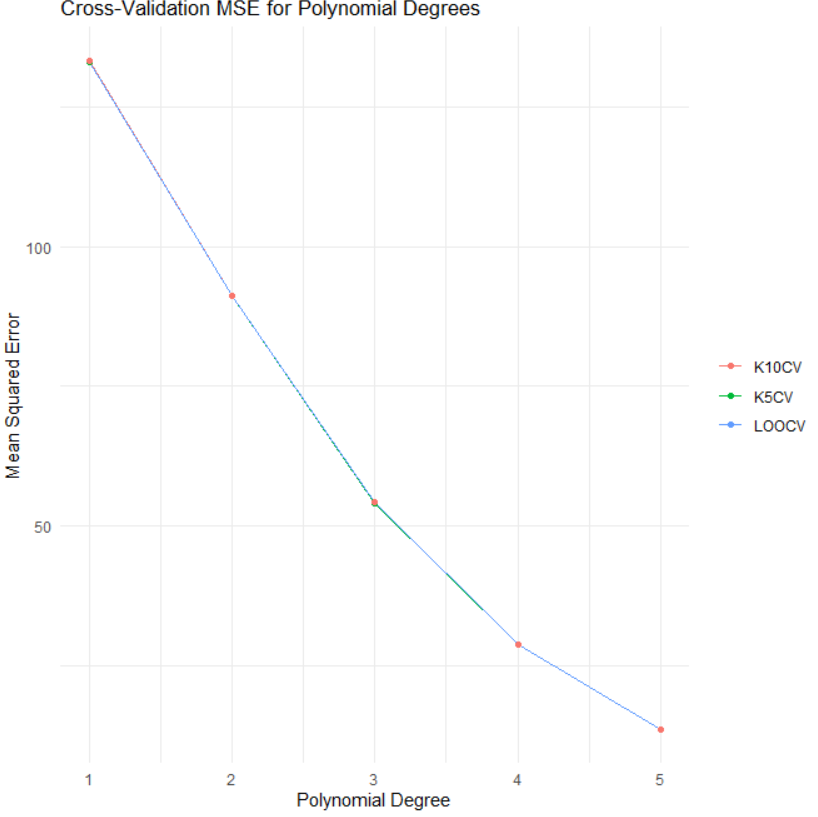 Cross-Validation MSE for Polynomial Degrees
100
50
Mean Squared Error
1 2 3 4 5
Polynomial Degree
K10CV
K5CV
LOOCV